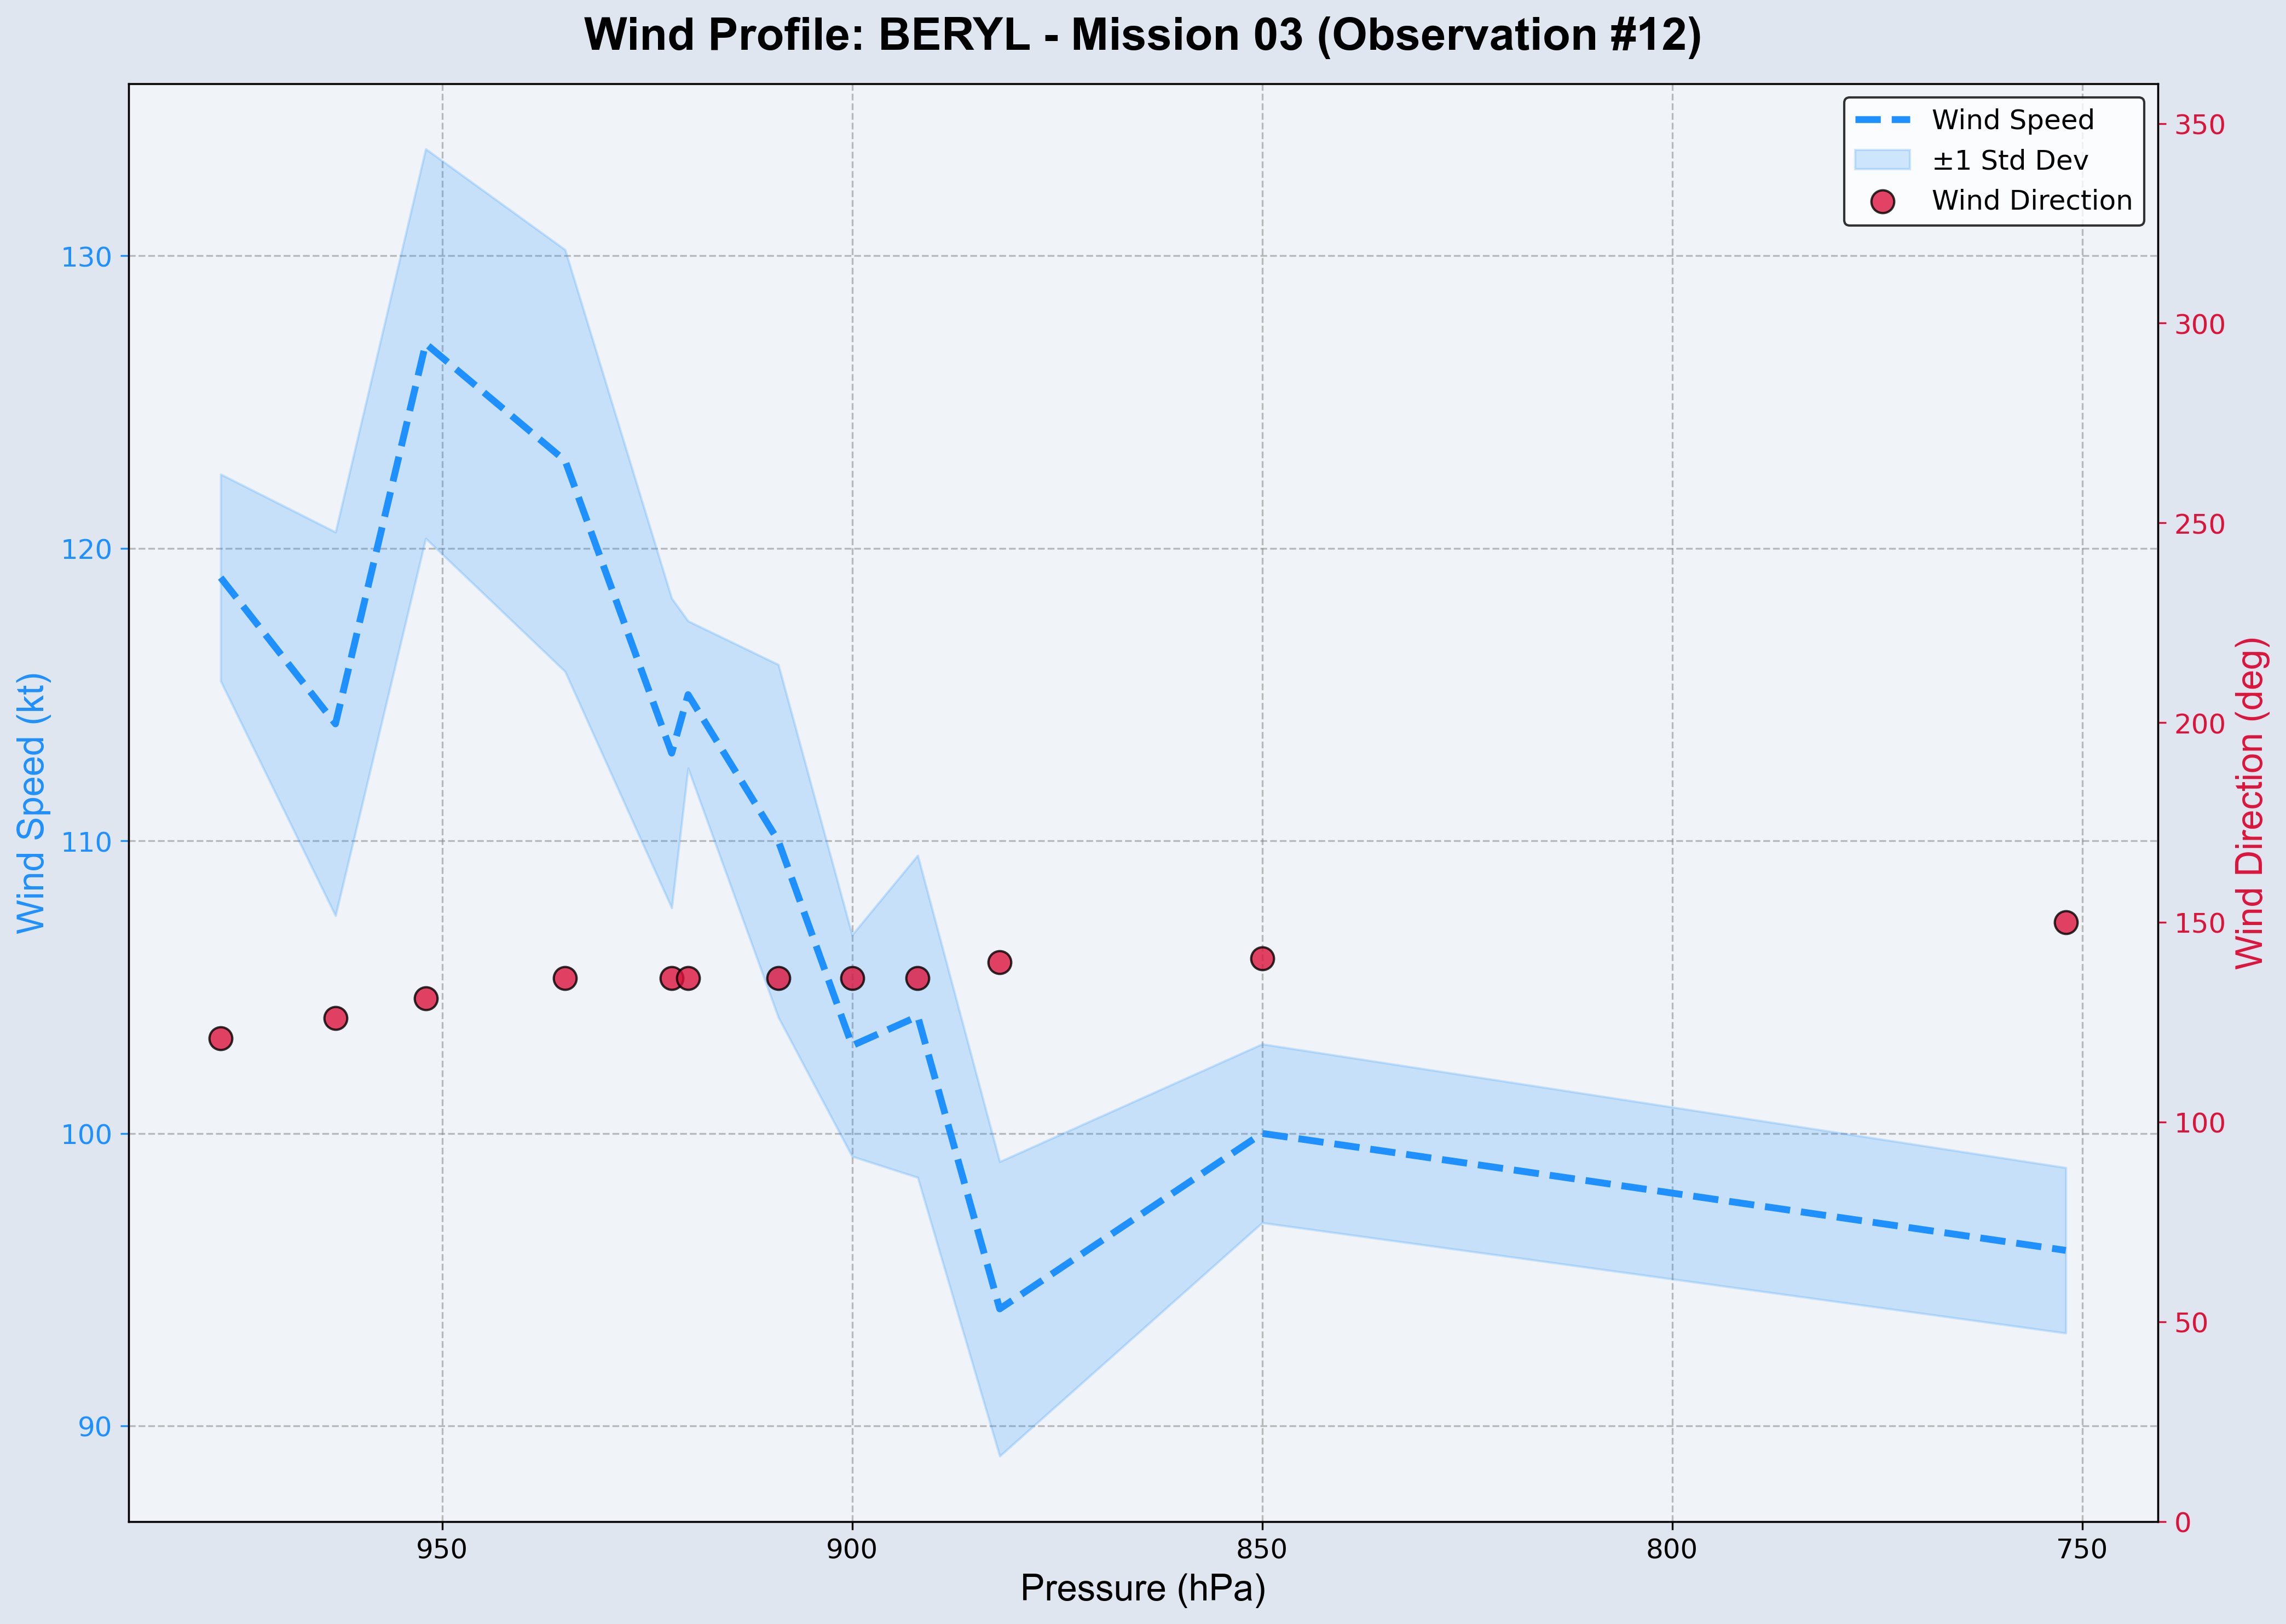 Wind Profile: BERYL - Mission 03 (Observation #12)
Wind Speed
±1 Std Dev
Wind Direction
Wind Speed (kt)
130
120
110
100
90
350
300
250
200
150
100
50
0
Wind Direction (deg)
950
900
850
800
750
Pressure (hPa)